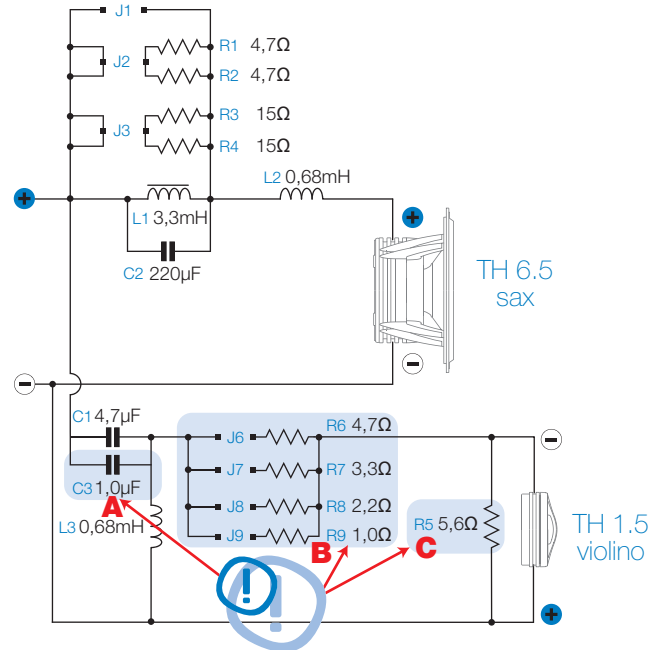 J1
R1 4,7Ω
J2
R2 4,7Ω
R3 15Ω
J3
R4 15Ω
L2 0,68mH
+
L1 3,3mH
+
C2 220µF
TH 6.5
sax
−
−
C1 4,7µF
R6 4,7Ω
J6
−
J7
R7 3,3Ω
C3 1,0µF
A
J8
R8 2,2Ω
R5 5,6Ω
L3 0,68mH
J9
R9 1,0Ω
B
C
TH 1.5
violino
!
!
+